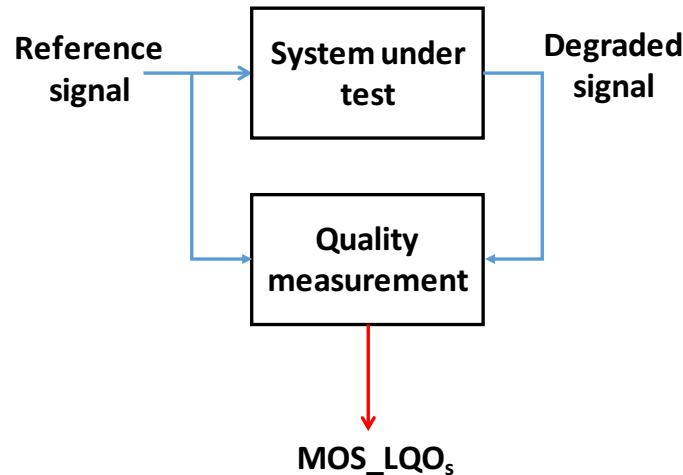 Reference
signal
System under
test
Degraded
signal
Quality
measurement
MOS_LQOs